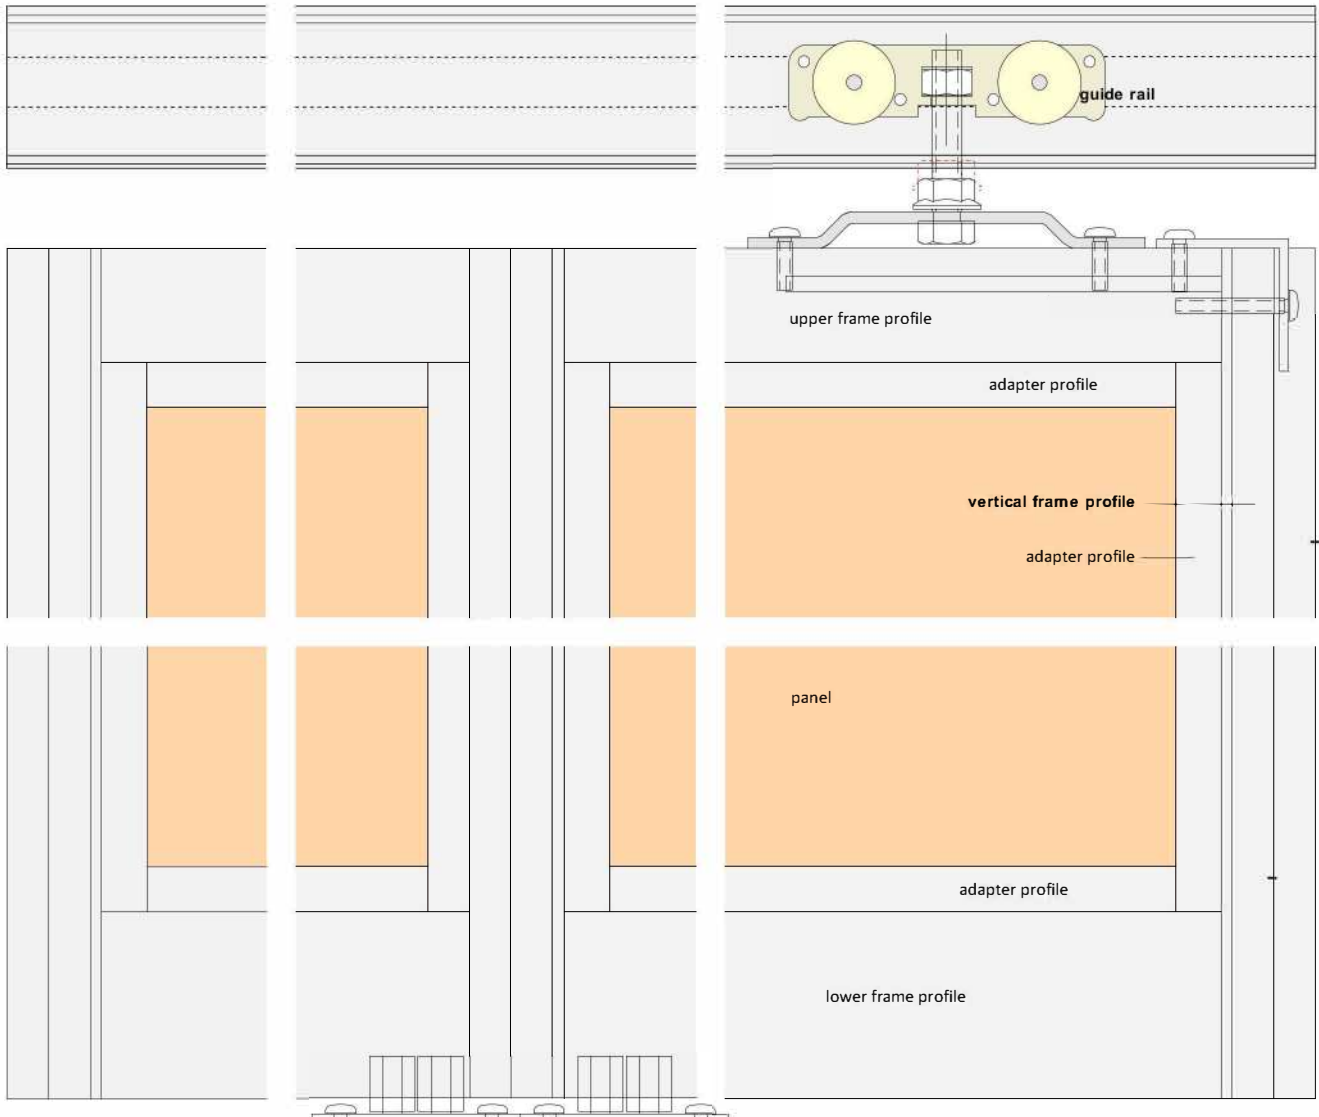 guide rail
upper frame profile
adapter profile
vertical frame profile
adapter profile
panel
adapter profile
lower frame profile